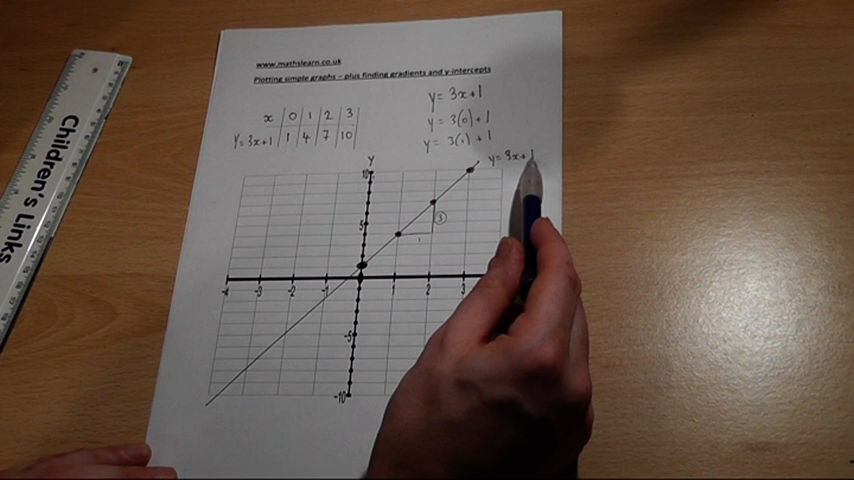 www.mathslearn.co.uk
Plotting simple graphs – plus finding gradients and y-intercepts
x 0 1 2 3
y=3x+1 1 4 7 10
y = 3x+1
y = 3(0)+1
y = 3(1)+1
y=3x+1
y
10
5
3
1
-4 -3 -2 -1 1 2 3
-5
-10
Children's Links